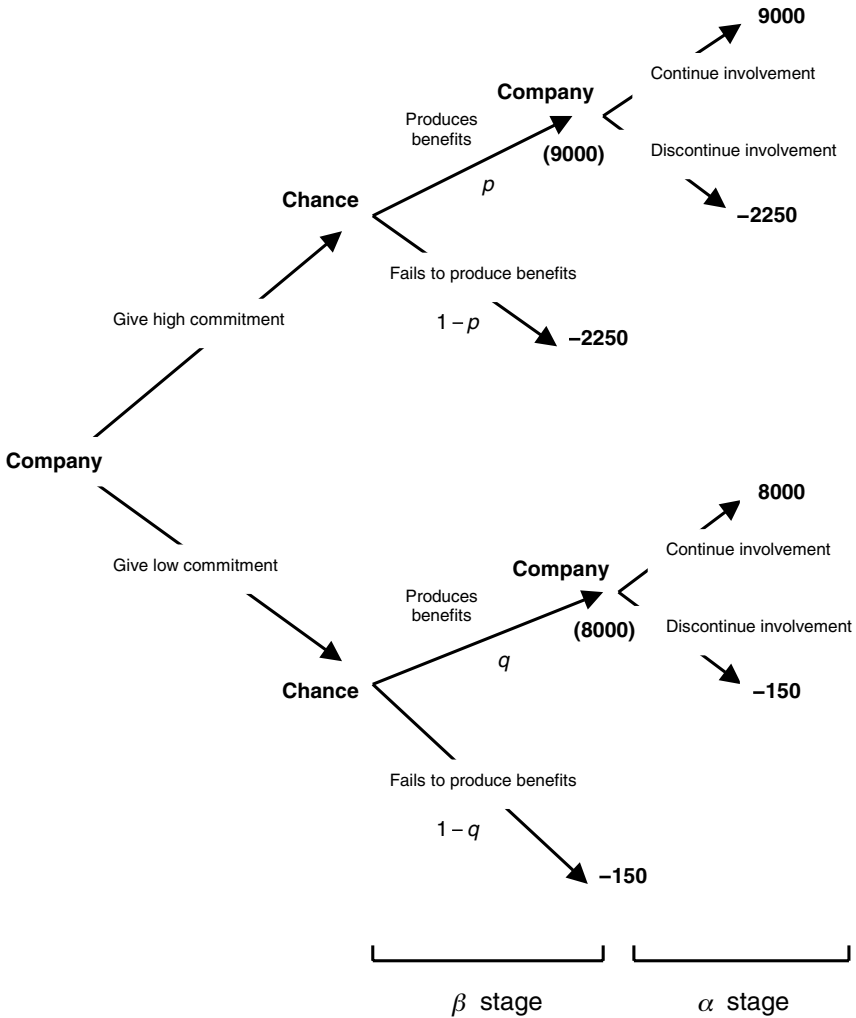 9000
Continue involvement
Company
Produces
benefits
(9000)
Discontinue involvement
p
Chance
−2250
Fails to produce benefits
Give high commitment
1 – p
−2250
Company
8000
Continue involvement
Give low commitment
Company
Produces
benefits
(8000)
Discontinue involvement
q
Chance
−150
Fails to produce benefits
1 – q
−150
β stage
α stage